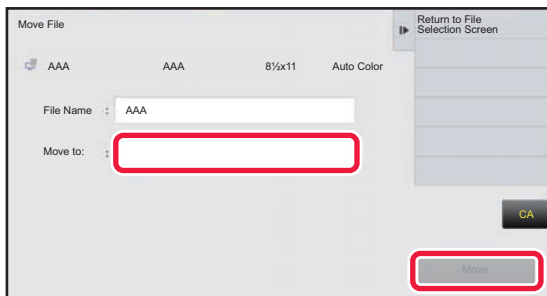 Move File
Return to File
Selection Screen
AAA AAA 8½x11 Auto Color
File Name : AAA
Move to: :
CA
Move